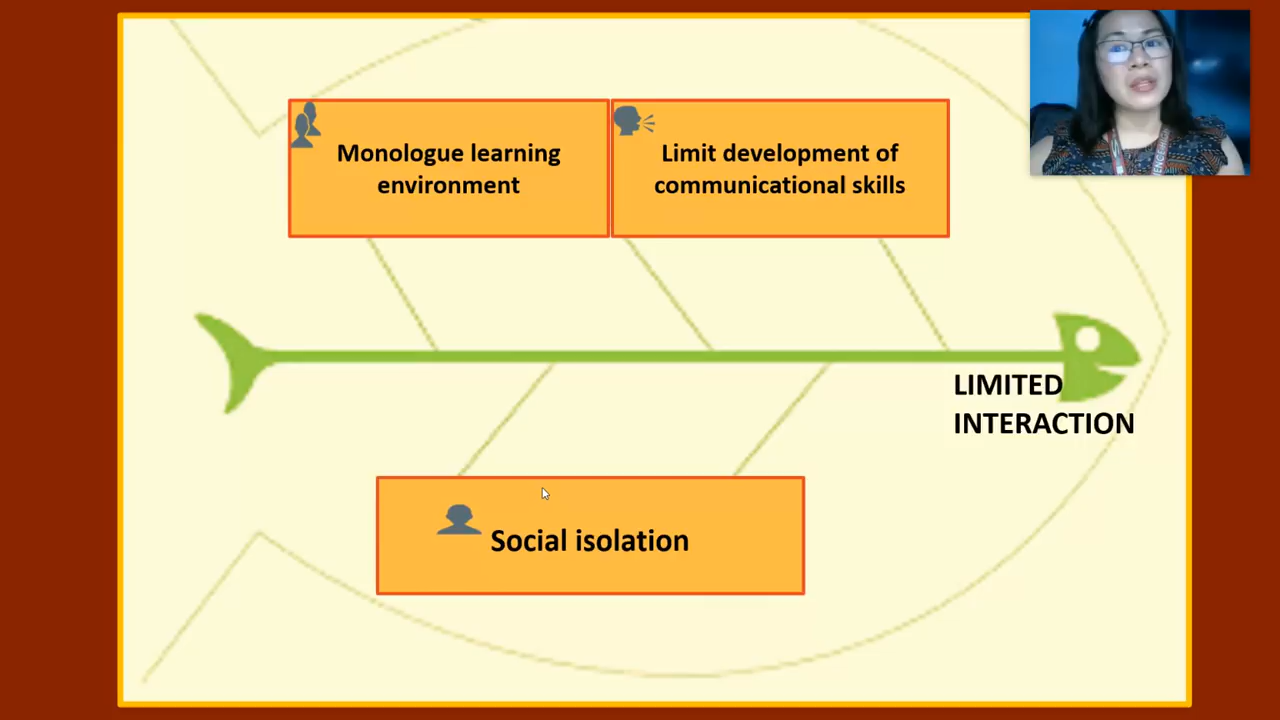 Monologue learning
environment
Limit development of
communicational skills
LIMITED
INTERACTION
Social isolation